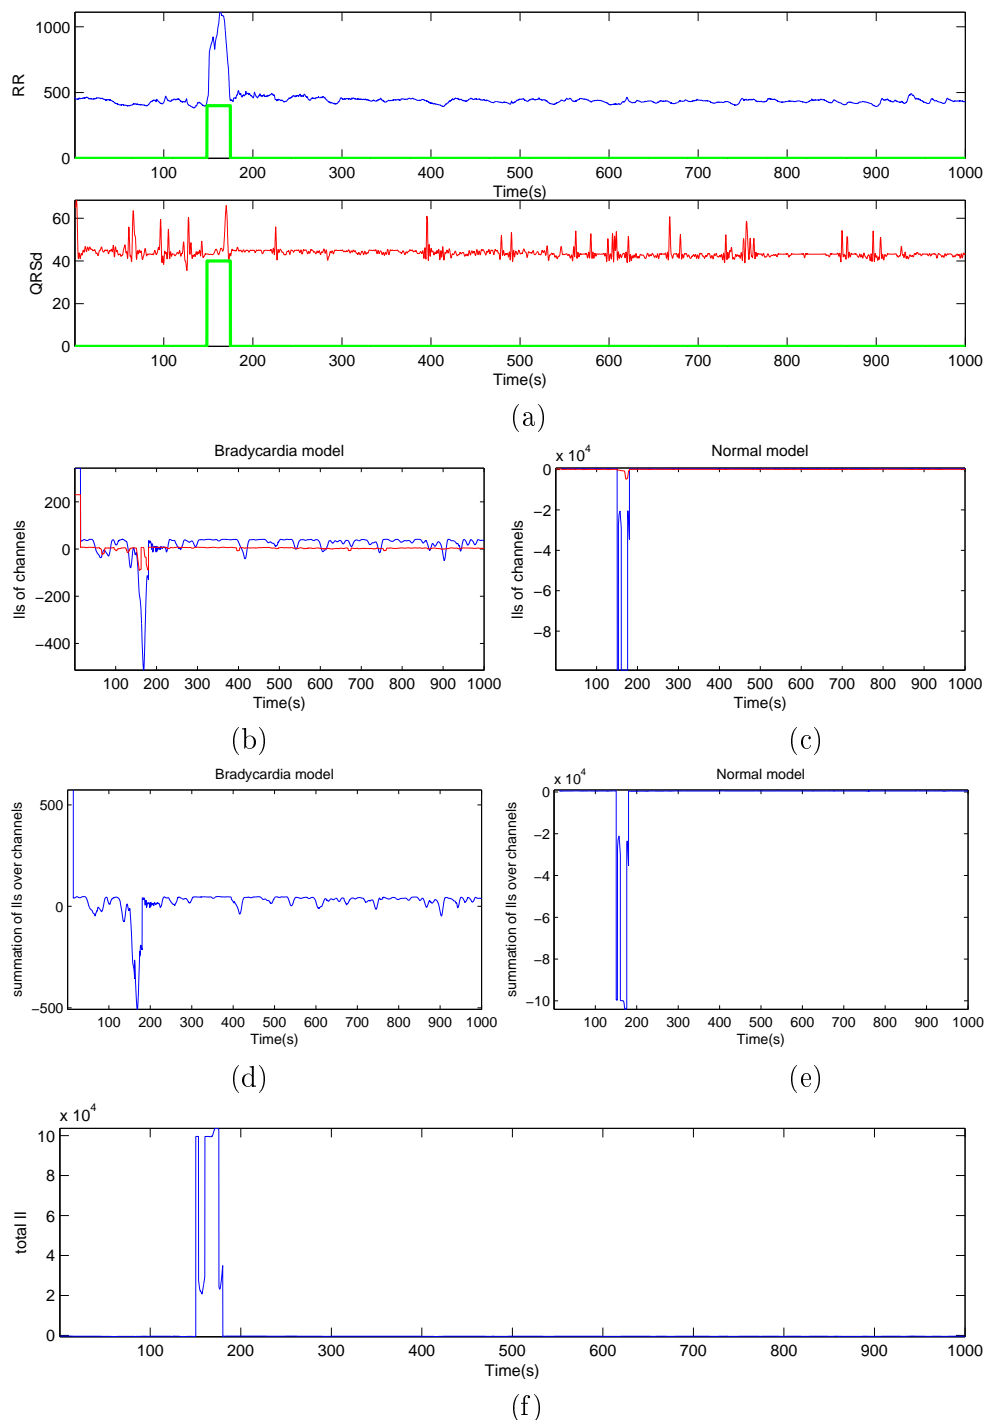 1000
500
0
RR
100 200 300 400 500 600 700 800 900 1000
Time(s)
60
40
20
0
QRSd
100 200 300 400 500 600 700 800 900 1000
Time(s)
(a)
Bradycardia model
200
0
−200
−400
lls of channels
100 200 300 400 500 600 700 800 900 1000
Time(s)
(b)
Normal model
x 10^4
0
−2
−4
−6
−8
lls of channels
100 200 300 400 500 600 700 800 900 1000
Time(s)
(c)
Bradycardia model
500
0
−500
summation of lls over channels
100 200 300 400 500 600 700 800 900 1000
Time(s)
(d)
Normal model
x 10^4
0
−2
−4
−6
−8
−10
summation of lls over channels
100 200 300 400 500 600 700 800 900 1000
Time(s)
(e)
x 10^4
10
8
6
4
2
0
total ll
100 200 300 400 500 600 700 800 900 1000
Time(s)
(f)